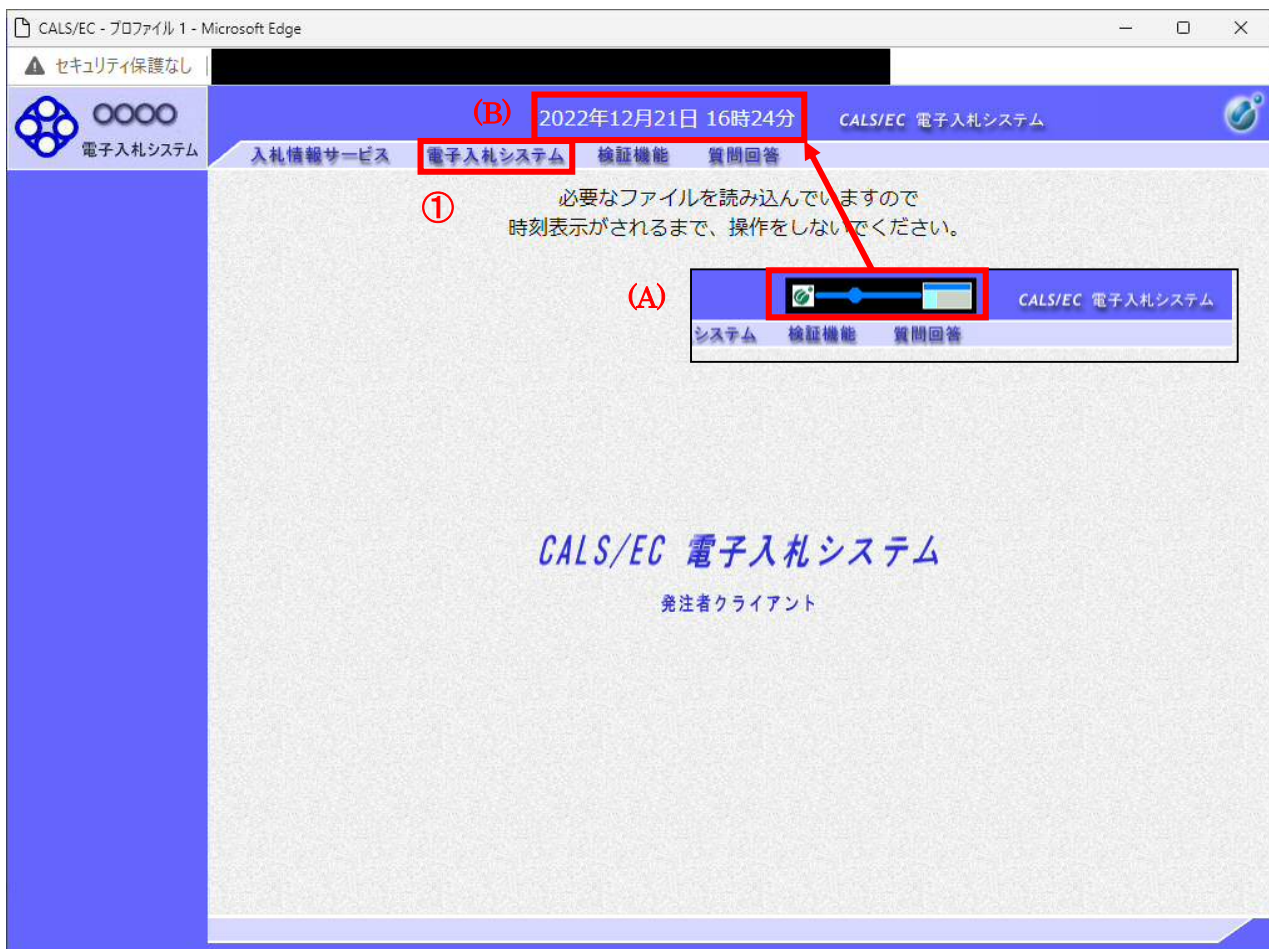 CALS/EC - プロファイル 1 - Microsoft Edge
セキュリティ保護なし
○○○○
電子入札システム
(B) 2022年12月21日 16時24分 CALS/EC 電子入札システム
入札情報サービス 電子入札システム 検証機能 質問回答
①
必要なファイルを読み込んでいますので
時刻表示がされるまで、操作をしないでください。
(A)
CALS/EC 電子入札システム
システム 検証機能 質問回答
CALS/EC 電子入札システム
発注者クライアント